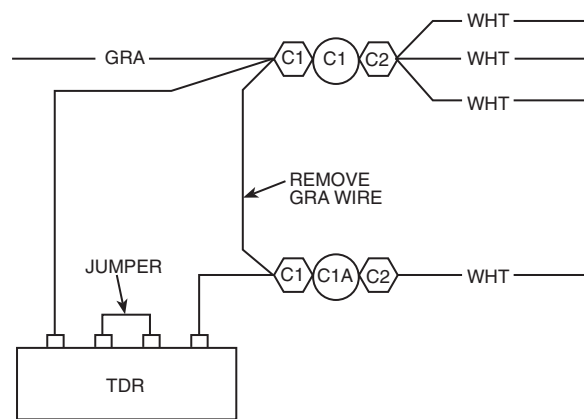 WHT
GRA
C1 C1 C2
WHT
WHT
REMOVE
GRA WIRE
JUMPER
C1 C1A C2
WHT
TDR